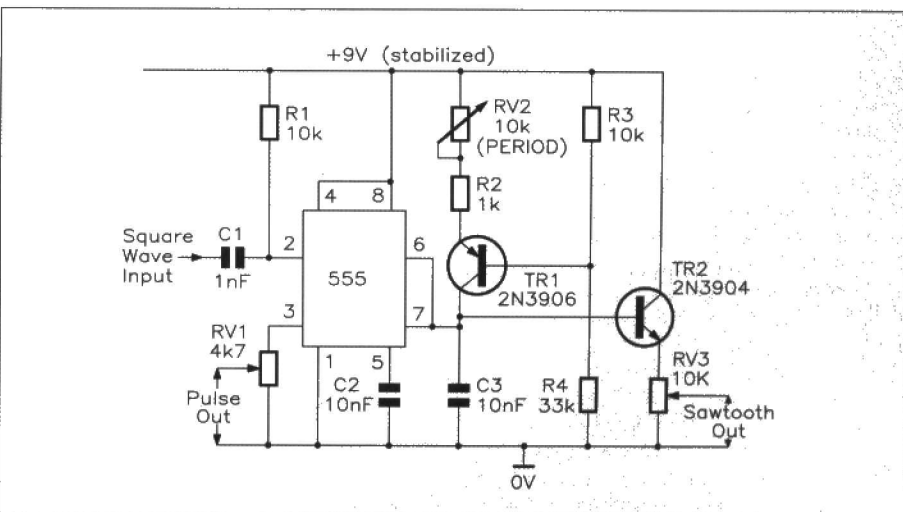 +9V (stabilized)
R1
10k
RV2
10k
(PERIOD)
R3
10k
4 8
R2
1k
Square
Wave
Input
C1
1nF
2
6
555
TR1
2N3906
TR2
2N3904
3
7
RV1
4k7
1 5
Pulse
Out
C2
10nF
C3
10nF
R4
33k
RV3
10K
Sawtooth
Out
0V